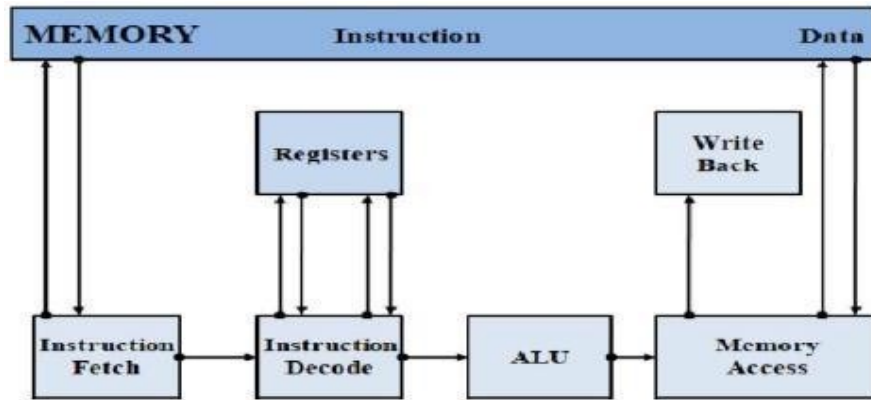 MEMORY Instruction Data
Registers
Write
Back
Instruction
Fetch
Instruction
Decode
ALU
Memory
Access